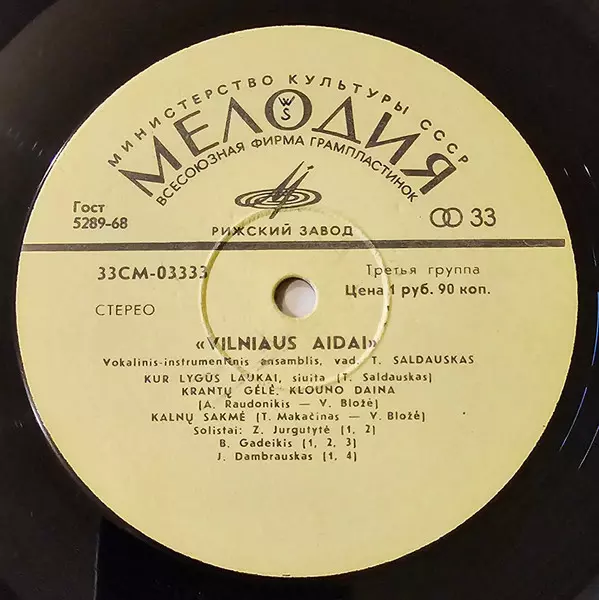 МИНИСТЕРСТВО КУЛЬТУРЫ СССР
МЕЛОДИЯ
WS
ВСЕСОЮЗНАЯ ФИРМА ГРАМПЛАСТИНОК
Гост
5289-68
РИЖСКИЙ ЗАВОД
33
33СМ-03333
СТЕРЕО
Третья группа
Цена 1 руб. 90 коп.
«VILNIAUS AIDAI»
Vokalinis-instrumentinis ansamblis, vad. T. SALDAUSKAS
KUR LYGŪS LAUKAI, siuita (T. Saldauskas)
KRANTŲ GĖLĖ, KLOUNO DAINA
(A. Raudonikis — V. Bložė)
KALNŲ SAKMĖ (T. Makačinas — V. Bložė)
Solistai: Z. Jurgutytė (1, 2)
B. Gadeikis (1, 2, 3)
J. Dambrauskas (1, 4)